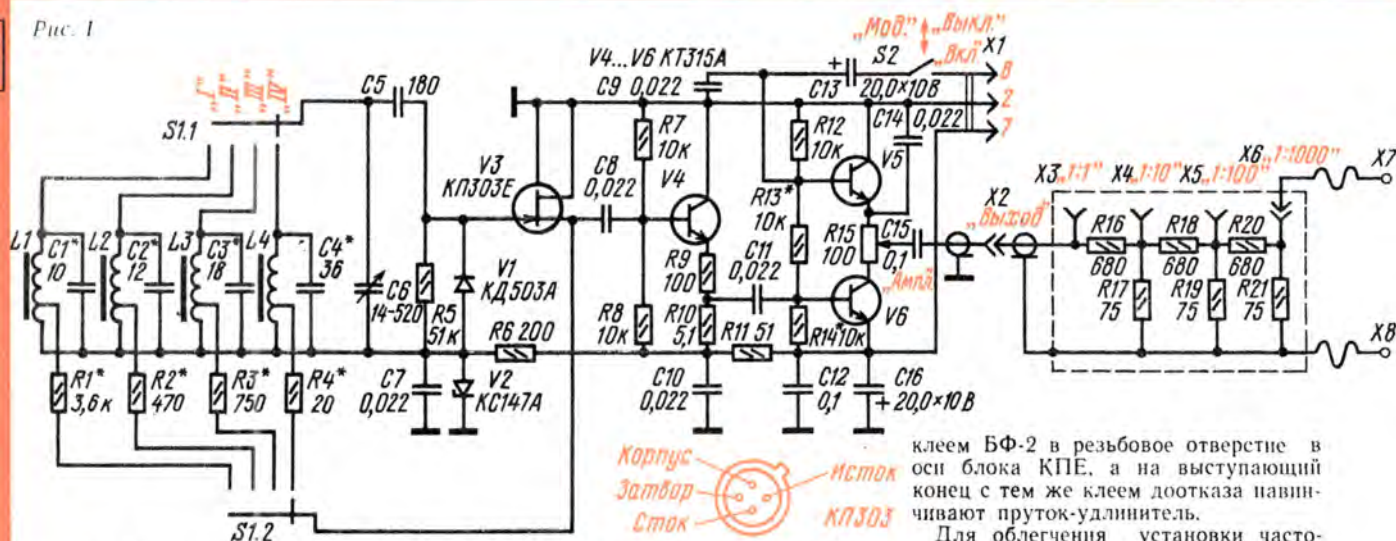 Рис. 1
„I”
„II”
„III”
„IV”
S1.1
C5 180
V3
КП303Е
V4...V6 КТ315А
C9 0,022
„Мод.”
„Выкл.”
„Вкл.”
S2
X1
C13
20,0×10В
C14
0,022
8
2
7
L1
C1*
10
L2
C2*
12
L3
C3*
18
L4
C4*
36
C6
14-520
R5
51к
V1
КД503А
R6 200
C8
0,022
R7
10к
V4
R8
10к
R9
100
R10
5,1
C11
0,022
R11 51
R12
10к
R13*
10к
R14*10к
V5
R15
100
„Ампл.”
V6
C15
0,1
X2
„Выход”
X3„1:1”
X4„1:10”
X5„1:100”
X6„1:1000”
X7
R16
680
R18
680
R20
680
R17
75
R19
75
R21
75
X8
R1*
3,6к
R2*
470
R3*
750
R4*
20
C7
0,022
V2
КС147А
C10
0,022
C12
0,1
C16
+ 20,0×10В
S1.2
Корпус
Затвор
Сток
Исток
КП303
клеем БФ-2 в резьбовое отверстие в
оси блока КПЕ, а на выступающий
конец с тем же клеем доотказа навин-
чивают пруток-удлинитель.
Для облегчения установки часто-